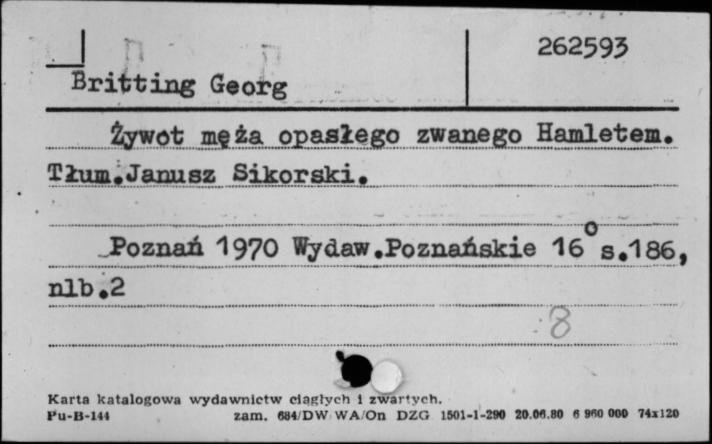 262593
Britting Georg
Żywot męża opasłego zwanego Hamletem.
Tłum.Janusz Sikorski.
Poznań 1970 Wydaw.Poznańskie 16° s.186,
nlb.2
8
Karta katalogowa wydawnictw ciągłych i zwartych.
Pu-B-144 zam. 684/DW WA/On DZG 1501-1-290 20.06.80 6 960 000 74x120